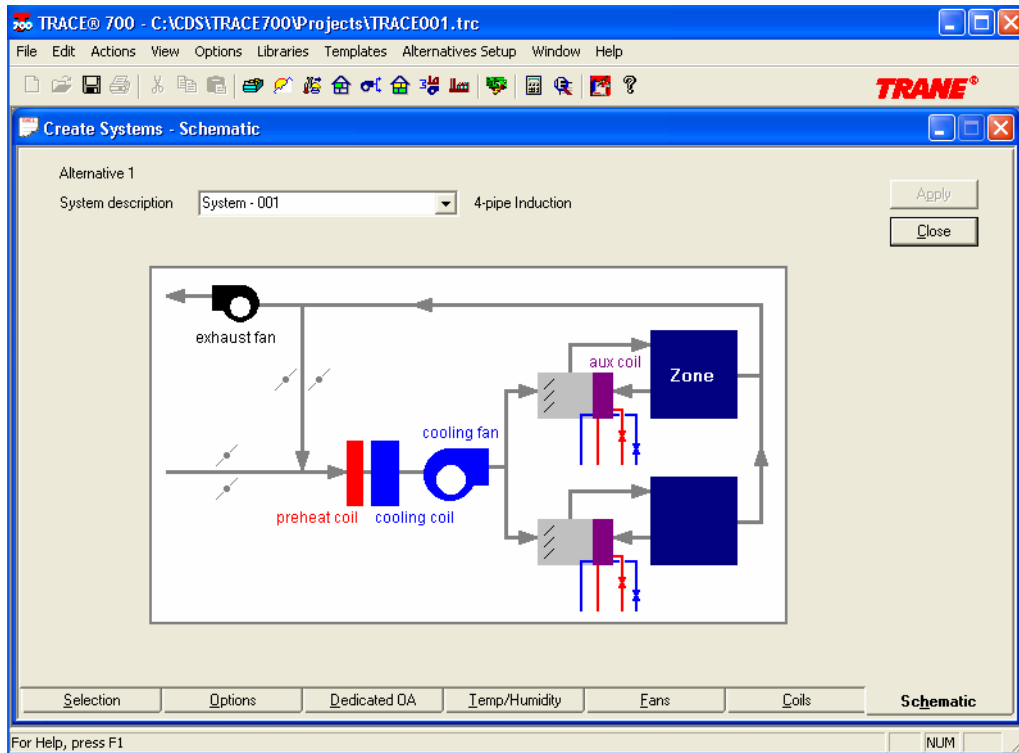 TRACE® 700 - C:\CDS\TRACE700\Projects\TRACE001.trc
File Edit Actions View Options Libraries Templates Alternatives Setup Window Help
TRANE®
Create Systems - Schematic
Alternative 1
Apply
System description System - 001 4-pipe Induction
Close
exhaust fan
aux coil
Zone
cooling fan
preheat coil cooling coil
Selection Options Dedicated OA Temp/Humidity Fans Coils Schematic
For Help, press F1 NUM